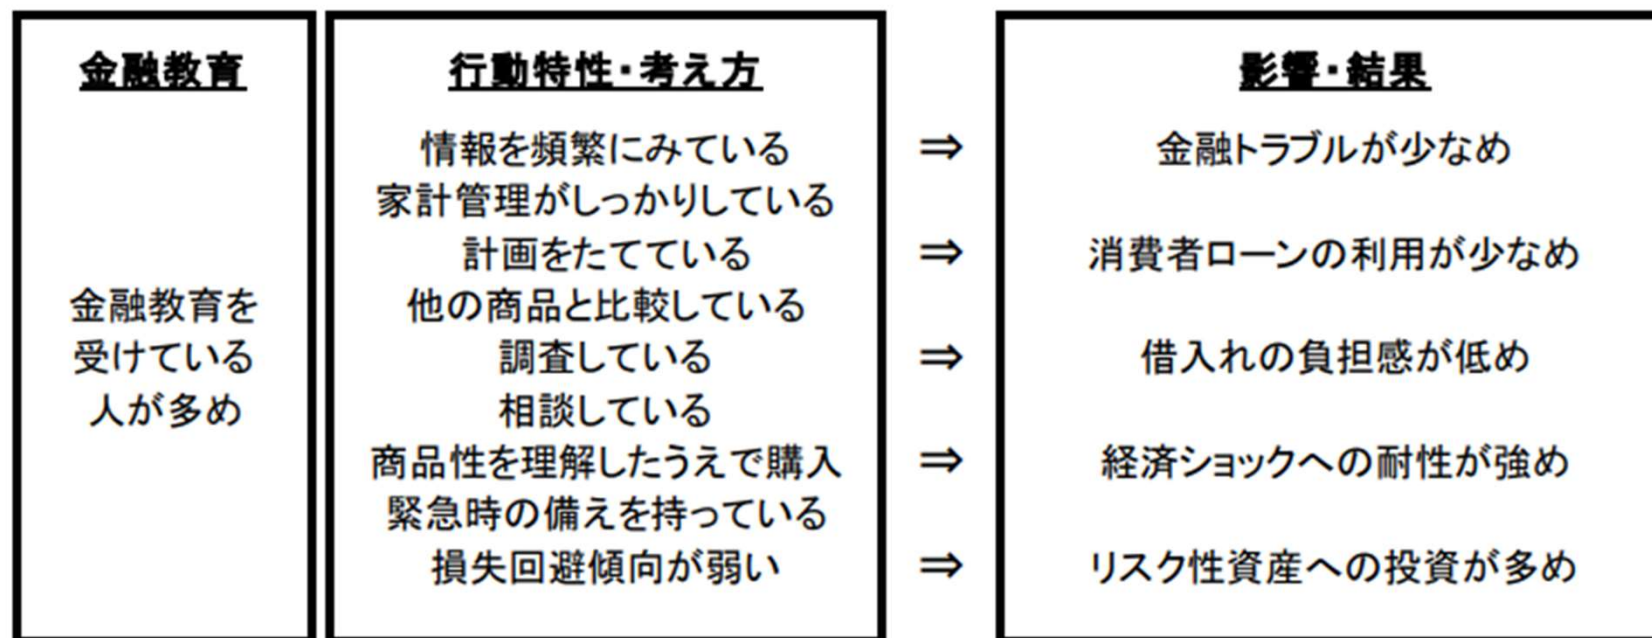 金融教育
金融教育を
受けている
人が多め
行動特性・考え方
情報を頻繁にみている
家計管理がしっかりしている
計画をたてている
他の商品と比較している
調査している
相談している
商品性を理解したうえで購入
緊急時の備えを持っている
損失回避傾向が弱い
⇒
⇒
⇒
⇒
⇒
影響・結果
金融トラブルが少なめ
消費者ローンの利用が少なめ
借入れの負担感が低め
経済ショックへの耐性が強め
リスク性資産への投資が多め